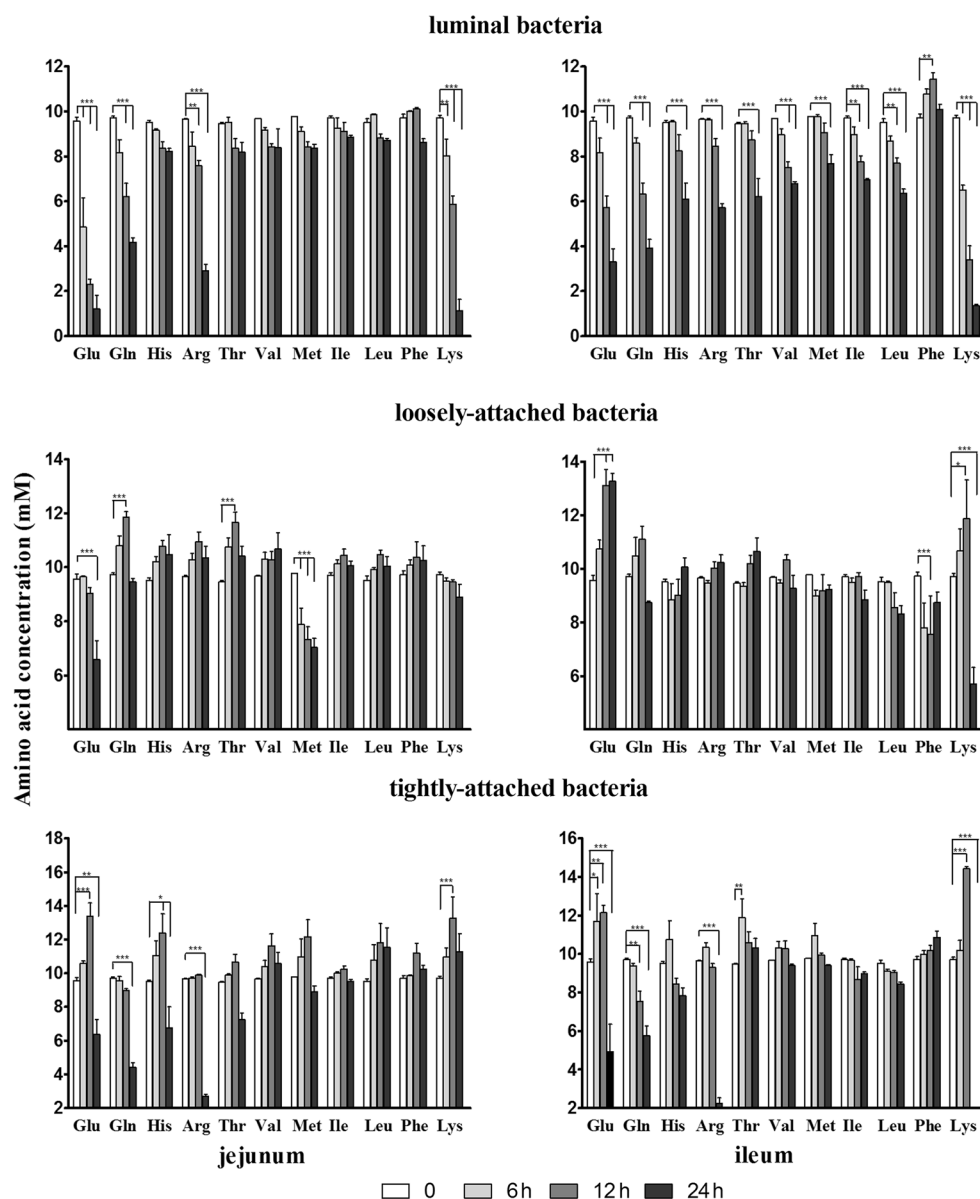 luminal bacteria
12
10
8
6
4
2
0
*** *** ** *** ** ***
Glu Gln His Arg Thr Val Met Ile Leu Phe Lys
12
10
8
6
4
2
0
*** *** *** *** *** *** *** ** *** ** *** ** ***
Glu Gln His Arg Thr Val Met Ile Leu Phe Lys
loosely-attached bacteria
Amino acid concentration (mM)
14
12
10
8
6
*** *** *** ***
Glu Gln His Arg Thr Val Met Ile Leu Phe Lys
14
12
10
8
6
*** *** * ***
Glu Gln His Arg Thr Val Met Ile Leu Phe Lys
tightly-attached bacteria
18
16
14
12
10
8
6
4
2
*** ** *** * *** ***
Glu Gln His Arg Thr Val Met Ile Leu Phe Lys
jejunum
16
14
12
10
8
6
4
2
* ** *** ** *** *** ** *** ***
Glu Gln His Arg Thr Val Met Ile Leu Phe Lys
ileum
0 6h 12h 24h